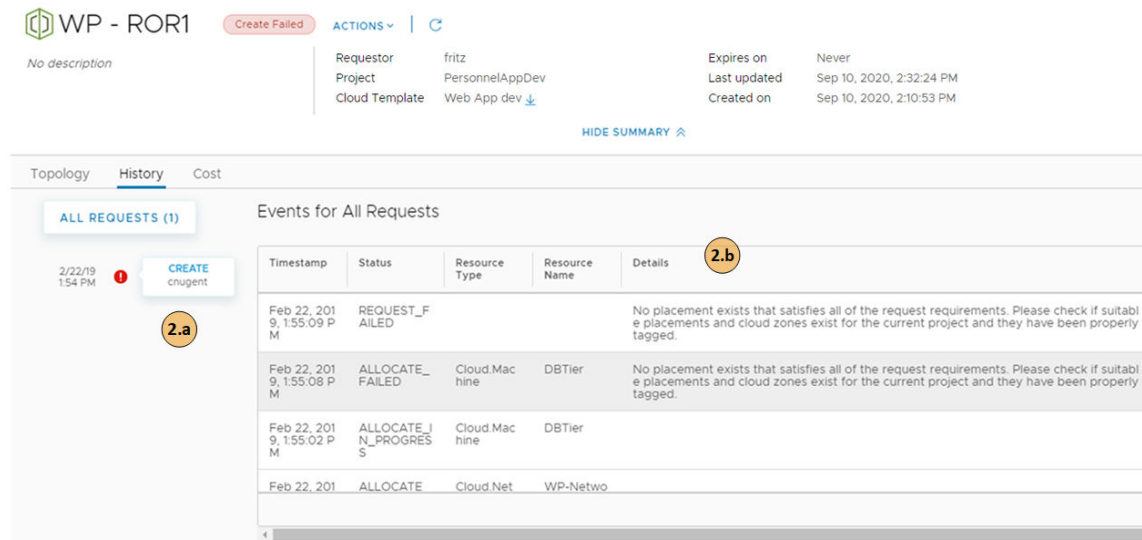 WP - ROR1 Create Failed ACTIONS
No description
Requestor fritz Expires on Never
Project PersonnelAppDev Last updated Sep 10, 2020, 2:32:24 PM
Cloud Template Web App dev Created on Sep 10, 2020, 2:10:53 PM
HIDE SUMMARY
Topology History Cost
ALL REQUESTS (1)
2/22/19
1:54 PM
CREATE
cnugent
2.a
Events for All Requests
2.b
Timestamp Status Resource Resource Details
Type Name
Feb 22, 201 REQUEST_F No placement exists that satisfies all of the request requirements. Please check if suitabl
9, 1:55:09 P AILED e placements and cloud zones exist for the current project and they have been properly
M tagged.
Feb 22, 201 ALLOCATE_ Cloud.Mac DBTier No placement exists that satisfies all of the request requirements. Please check if suitabl
9, 1:55:08 P FAILED hine e placements and cloud zones exist for the current project and they have been properly
M tagged.
Feb 22, 201 ALLOCATE_I Cloud.Mac DBTier
9, 1:55:02 P N_PROGRES hine
M S
Feb 22, 201 ALLOCATE Cloud.Net WP-Netwo